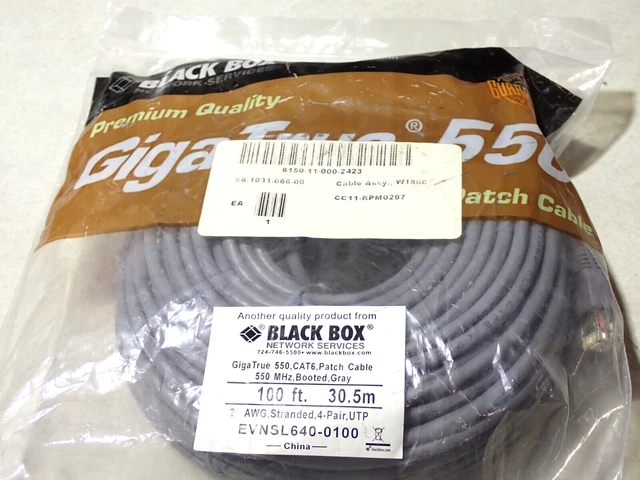 BLACK BOX
NETWORK SERVICES
Premium Quality
GigaTrue® 550
Patch Cable
6150-11-000-2423
66.1031.066-00 Cable Assy-, W1866
EA CC11-RPM0297
1
Another quality product from
BLACK BOX®
NETWORK SERVICES
724-746-5500 • www.blackbox.com
GigaTrue 550,CAT6,Patch Cable
550 MHz,Booted,Gray
100 ft. 30.5m
AWG,Stranded,4-Pair,UTP
EVNSL640-0100
China